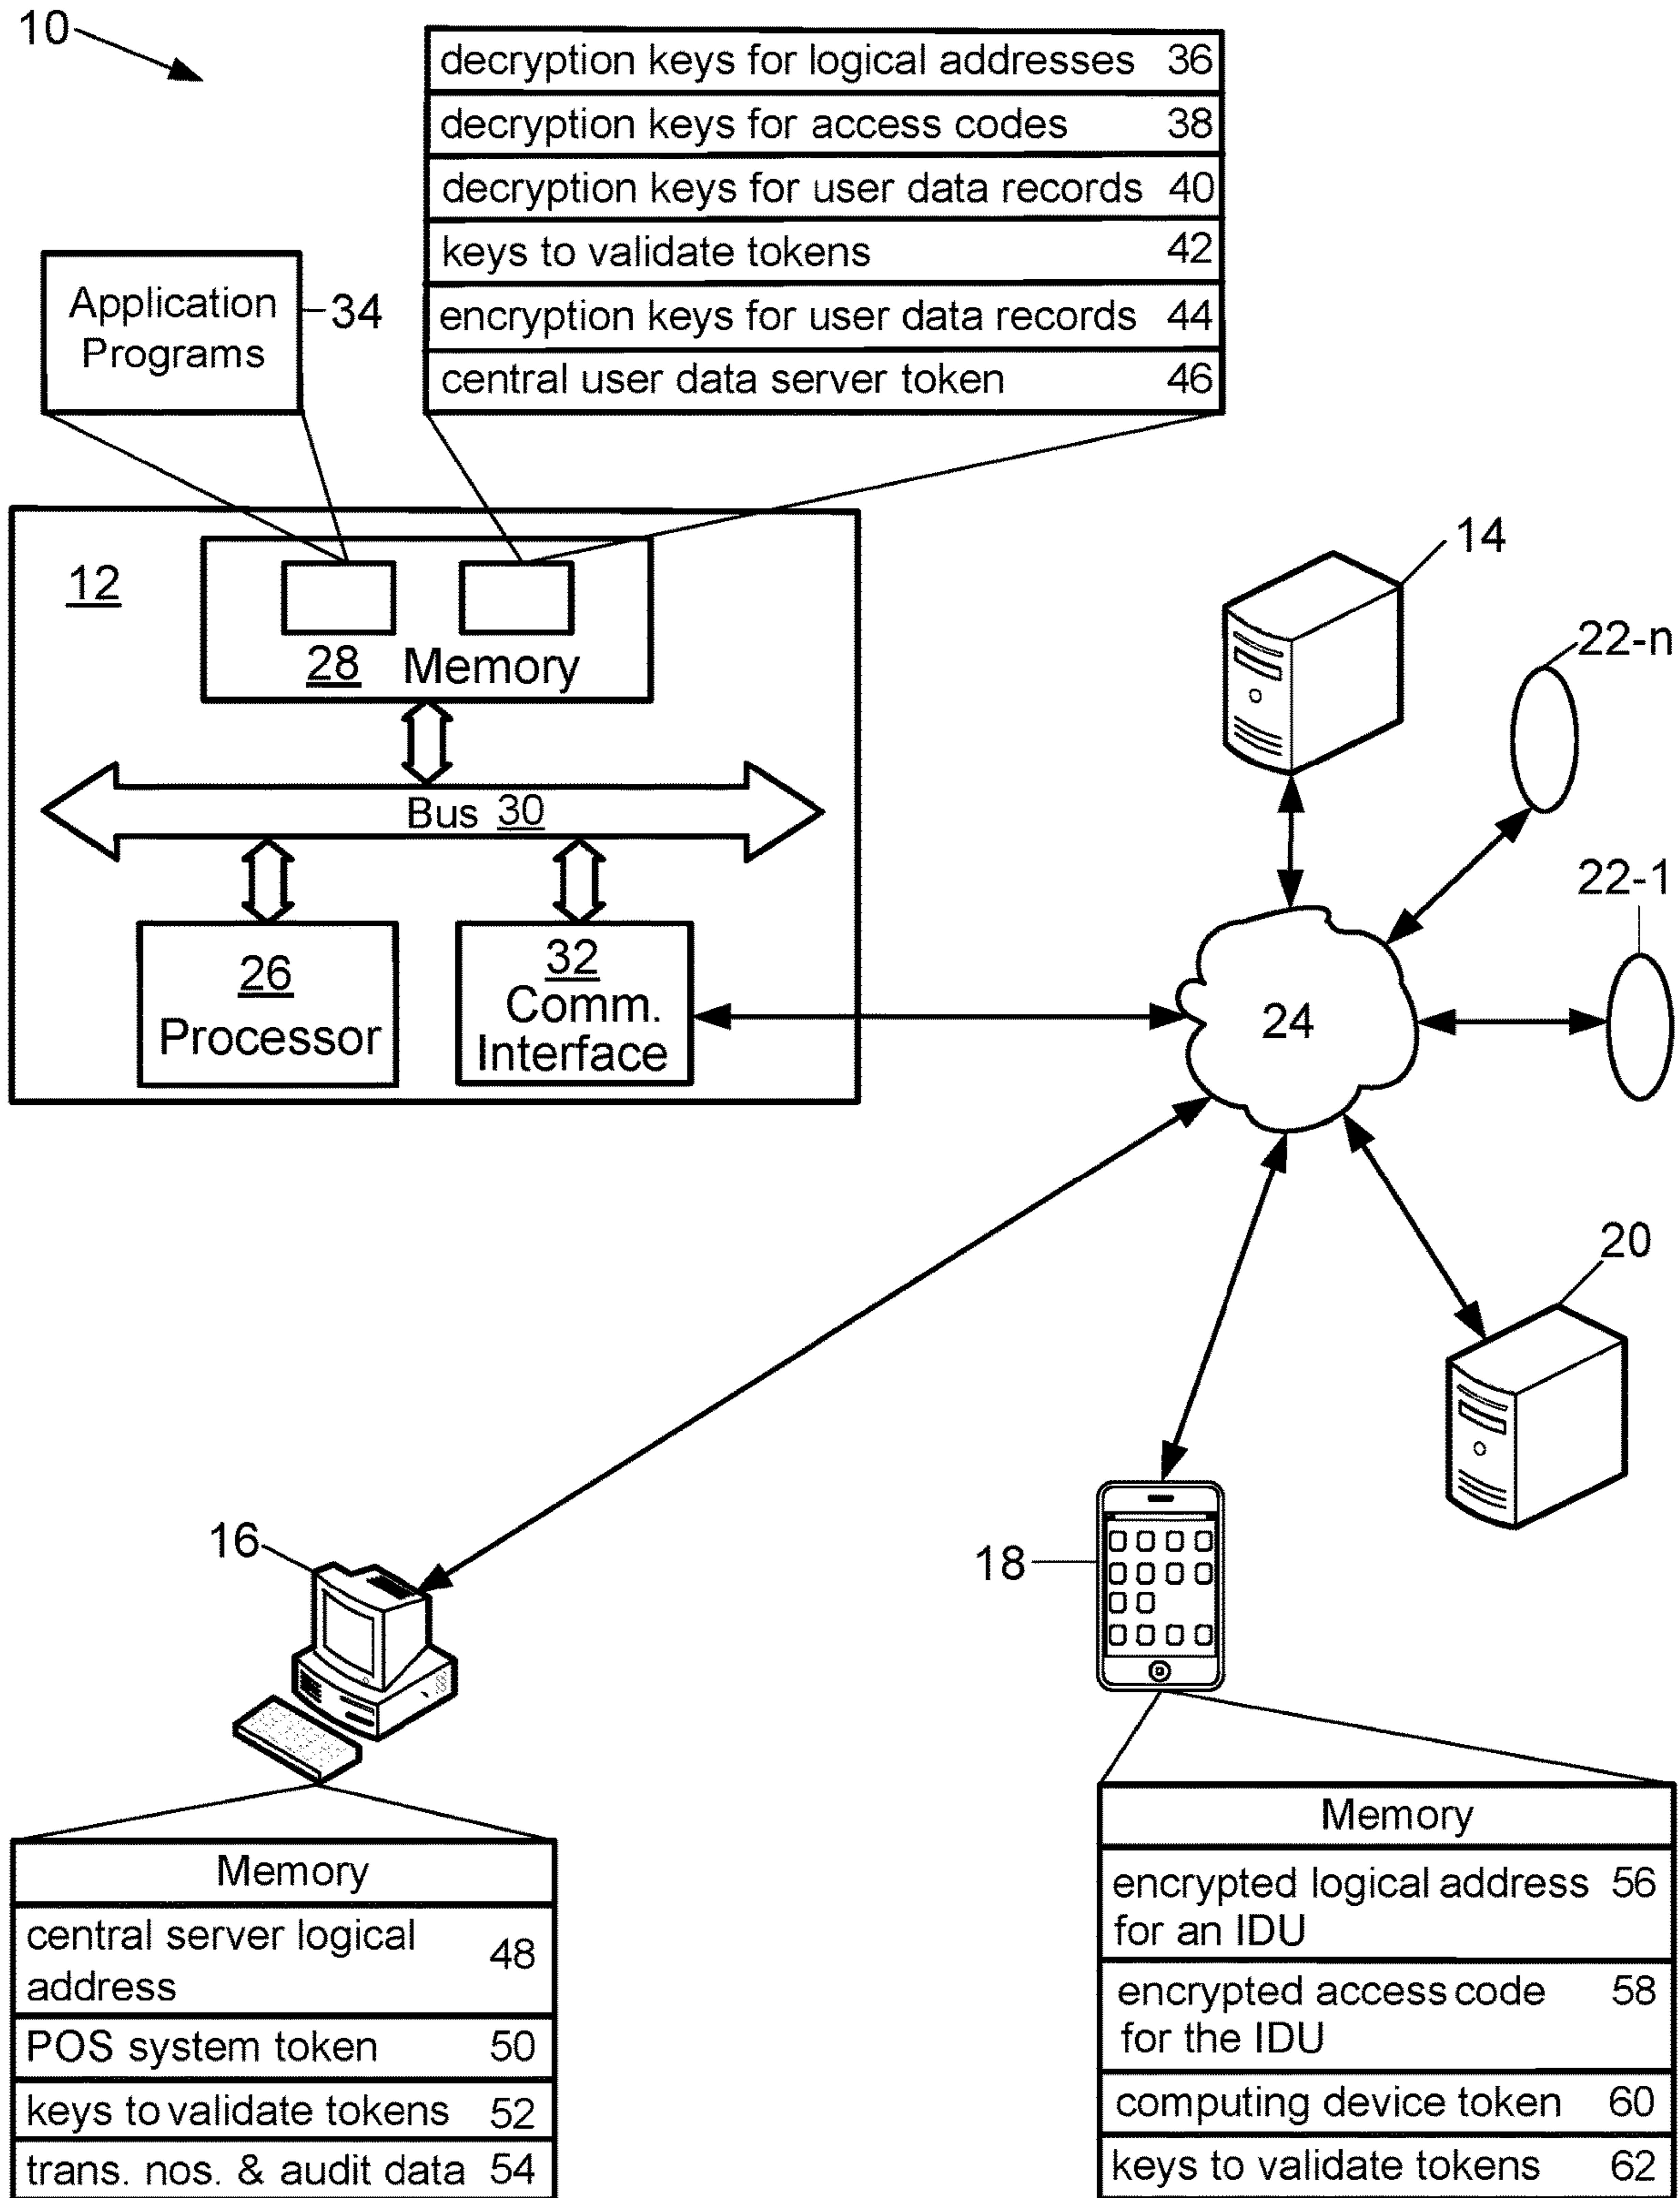 10
decryption keys for logical addresses 36
decryption keys for access codes 38
decryption keys for user data records 40
keys to validate tokens 42
encryption keys for user data records 44
central user data server token 46
Application
Programs
34
12
28 Memory
Bus 30
26
Processor
32
Comm.
Interface
14
22-n
22-1
24
20
16
18
Memory
central server logical
address 48
POS system token 50
keys to validate tokens 52
trans. nos. & audit data 54
Memory
encrypted logical address 56
for an IDU
encrypted access code 58
for the IDU
computing device token 60
keys to validate tokens 62